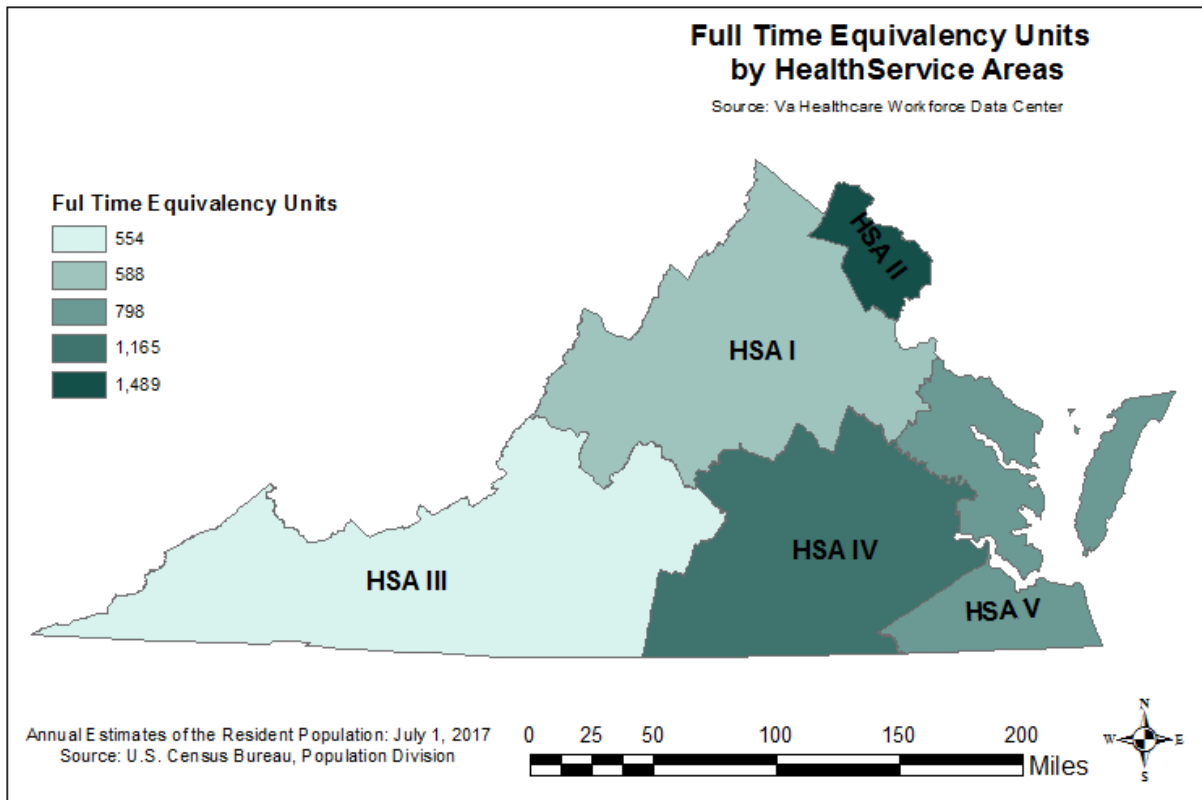 Full Time Equivalency Units
by HealthService Areas
Source: Va Healthcare Workforce Data Center
Ful Time Equivalency Units
554
588
798
1,165
1,489
HSA II
HSA I
HSA IV
HSA III
HSA V
Annual Estimates of the Resident Population: July 1, 2017
Source: U.S. Census Bureau, Population Division
0 25 50 100 150 200
Miles
N
W E
S